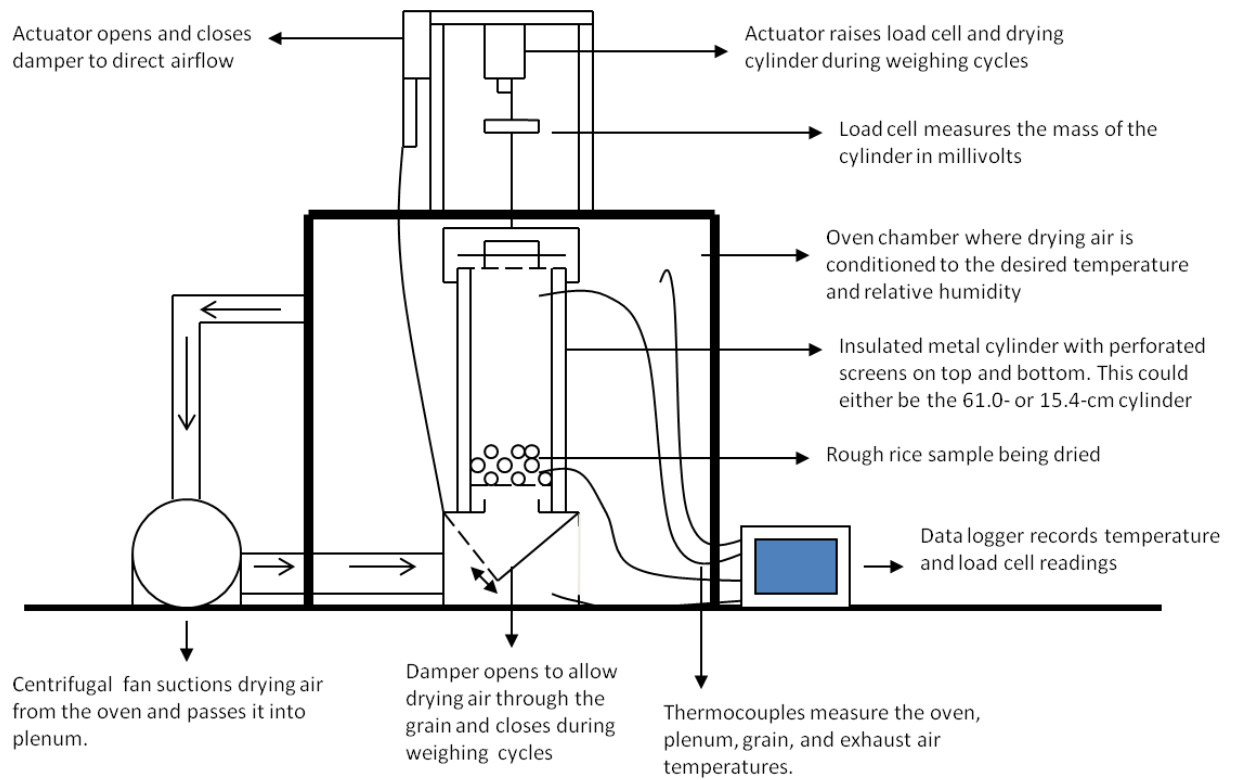 Actuator opens and closes
damper to direct airflow
Actuator raises load cell and drying
cylinder during weighing cycles
Load cell measures the mass of the
cylinder in millivolts
Oven chamber where drying air is
conditioned to the desired temperature
and relative humidity
Insulated metal cylinder with perforated
screens on top and bottom. This could
either be the 61.0- or 15.4-cm cylinder
Rough rice sample being dried
Data logger records temperature
and load cell readings
Centrifugal fan suctions drying air
from the oven and passes it into
plenum.
Damper opens to allow
drying air through the
grain and closes during
weighing cycles
Thermocouples measure the oven,
plenum, grain, and exhaust air
temperatures.